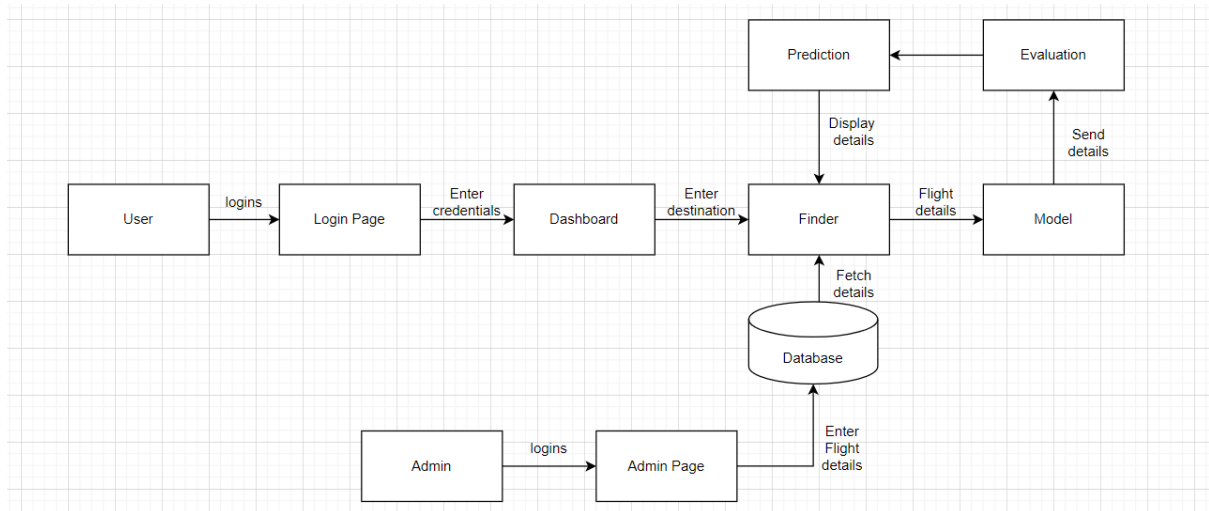 Prediction
Evaluation
Display
details
Send
details
User
logins
Login Page
Enter
credentials
Dashboard
Enter
destination
Finder
Flight
details
Model
Fetch
details
Database
Admin
logins
Admin Page
Enter
Flight
details